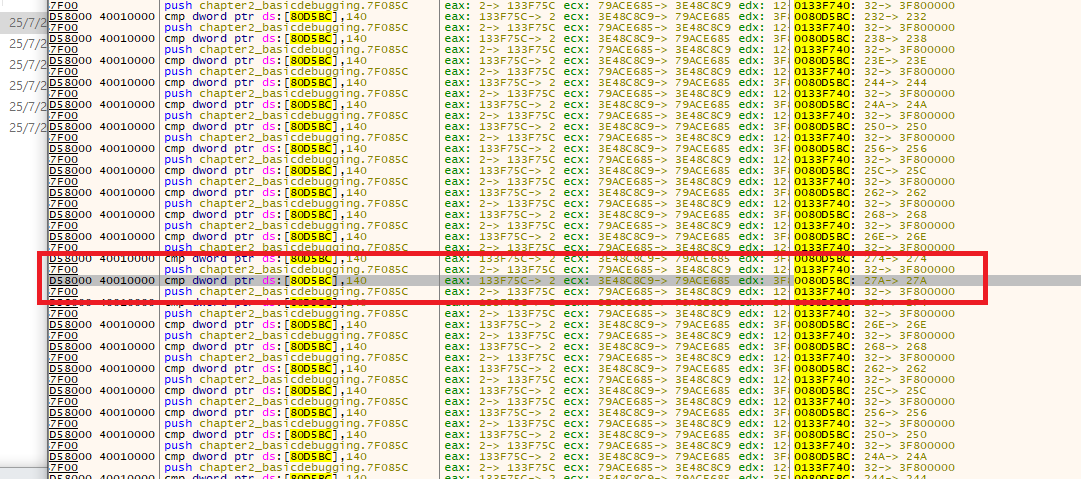 25/7/2
25/7/2
25/7/2
25/7/2
25/7/2
25/7/2
7F00 push chapter2_basicdebugging.7F085C eax: 2-> 133F75C ecx: 79ACE685-> 3E48C8C9 edx: 12 0133F740: 32-> 3F800000
D58000 40010000 cmp dword ptr ds:[80D5BC],140 eax: 133F75C-> 2 ecx: 3E48C8C9-> 79ACE685 edx: 3F 0080D5BC: 232-> 232
7F00 push chapter2_basicdebugging.7F085C eax: 2-> 133F75C ecx: 79ACE685-> 3E48C8C9 edx: 12 0133F740: 32-> 3F800000
D58000 40010000 cmp dword ptr ds:[80D5BC],140 eax: 133F75C-> 2 ecx: 3E48C8C9-> 79ACE685 edx: 3F 0080D5BC: 238-> 238
7F00 push chapter2_basicdebugging.7F085C eax: 2-> 133F75C ecx: 79ACE685-> 3E48C8C9 edx: 12 0133F740: 32-> 3F800000
D58000 40010000 cmp dword ptr ds:[80D5BC],140 eax: 133F75C-> 2 ecx: 3E48C8C9-> 79ACE685 edx: 3F 0080D5BC: 23E-> 23E
7F00 push chapter2_basicdebugging.7F085C eax: 2-> 133F75C ecx: 79ACE685-> 3E48C8C9 edx: 12 0133F740: 32-> 3F800000
D58000 40010000 cmp dword ptr ds:[80D5BC],140 eax: 133F75C-> 2 ecx: 3E48C8C9-> 79ACE685 edx: 3F 0080D5BC: 244-> 244
7F00 push chapter2_basicdebugging.7F085C eax: 2-> 133F75C ecx: 79ACE685-> 3E48C8C9 edx: 12 0133F740: 32-> 3F800000
D58000 40010000 cmp dword ptr ds:[80D5BC],140 eax: 133F75C-> 2 ecx: 3E48C8C9-> 79ACE685 edx: 3F 0080D5BC: 24A-> 24A
7F00 push chapter2_basicdebugging.7F085C eax: 2-> 133F75C ecx: 79ACE685-> 3E48C8C9 edx: 12 0133F740: 32-> 3F800000
D58000 40010000 cmp dword ptr ds:[80D5BC],140 eax: 133F75C-> 2 ecx: 3E48C8C9-> 79ACE685 edx: 3F 0080D5BC: 250-> 250
7F00 push chapter2_basicdebugging.7F085C eax: 2-> 133F75C ecx: 79ACE685-> 3E48C8C9 edx: 12 0133F740: 32-> 3F800000
D58000 40010000 cmp dword ptr ds:[80D5BC],140 eax: 133F75C-> 2 ecx: 3E48C8C9-> 79ACE685 edx: 3F 0080D5BC: 256-> 256
7F00 push chapter2_basicdebugging.7F085C eax: 2-> 133F75C ecx: 79ACE685-> 3E48C8C9 edx: 12 0133F740: 32-> 3F800000
D58000 40010000 cmp dword ptr ds:[80D5BC],140 eax: 133F75C-> 2 ecx: 3E48C8C9-> 79ACE685 edx: 3F 0080D5BC: 25C-> 25C
7F00 push chapter2_basicdebugging.7F085C eax: 2-> 133F75C ecx: 79ACE685-> 3E48C8C9 edx: 12 0133F740: 32-> 3F800000
D58000 40010000 cmp dword ptr ds:[80D5BC],140 eax: 133F75C-> 2 ecx: 3E48C8C9-> 79ACE685 edx: 3F 0080D5BC: 262-> 262
7F00 push chapter2_basicdebugging.7F085C eax: 2-> 133F75C ecx: 79ACE685-> 3E48C8C9 edx: 12 0133F740: 32-> 3F800000
D58000 40010000 cmp dword ptr ds:[80D5BC],140 eax: 133F75C-> 2 ecx: 3E48C8C9-> 79ACE685 edx: 3F 0080D5BC: 268-> 268
7F00 push chapter2_basicdebugging.7F085C eax: 2-> 133F75C ecx: 79ACE685-> 3E48C8C9 edx: 12 0133F740: 32-> 3F800000
D58000 40010000 cmp dword ptr ds:[80D5BC],140 eax: 133F75C-> 2 ecx: 3E48C8C9-> 79ACE685 edx: 3F 0080D5BC: 26E-> 26E
7F00 push chapter2_basicdebugging.7F085C eax: 2-> 133F75C ecx: 79ACE685-> 3E48C8C9 edx: 12 0133F740: 32-> 3F800000
D58000 40010000 cmp dword ptr ds:[80D5BC],140 eax: 133F75C-> 2 ecx: 3E48C8C9-> 79ACE685 edx: 3F 0080D5BC: 274-> 274
7F00 push chapter2_basicdebugging.7F085C eax: 2-> 133F75C ecx: 79ACE685-> 3E48C8C9 edx: 12 0133F740: 32-> 3F800000
D58000 40010000 cmp dword ptr ds:[80D5BC],140 eax: 133F75C-> 2 ecx: 3E48C8C9-> 79ACE685 edx: 3F 0080D5BC: 27A-> 27A
7F00 push chapter2_basicdebugging.7F085C eax: 2-> 133F75C ecx: 79ACE685-> 3E48C8C9 edx: 12 0133F740: 32-> 3F800000
7F00 push chapter2_basicdebugging.7F085C eax: 2-> 133F75C ecx: 79ACE685-> 3E48C8C9 edx: 12 0133F740: 32-> 3F800000
D58000 40010000 cmp dword ptr ds:[80D5BC],140 eax: 133F75C-> 2 ecx: 3E48C8C9-> 79ACE685 edx: 3F 0080D5BC: 26E-> 26E
7F00 push chapter2_basicdebugging.7F085C eax: 2-> 133F75C ecx: 79ACE685-> 3E48C8C9 edx: 12 0133F740: 32-> 3F800000
D58000 40010000 cmp dword ptr ds:[80D5BC],140 eax: 133F75C-> 2 ecx: 3E48C8C9-> 79ACE685 edx: 3F 0080D5BC: 268-> 268
7F00 push chapter2_basicdebugging.7F085C eax: 2-> 133F75C ecx: 79ACE685-> 3E48C8C9 edx: 12 0133F740: 32-> 3F800000
D58000 40010000 cmp dword ptr ds:[80D5BC],140 eax: 133F75C-> 2 ecx: 3E48C8C9-> 79ACE685 edx: 3F 0080D5BC: 262-> 262
7F00 push chapter2_basicdebugging.7F085C eax: 2-> 133F75C ecx: 79ACE685-> 3E48C8C9 edx: 12 0133F740: 32-> 3F800000
D58000 40010000 cmp dword ptr ds:[80D5BC],140 eax: 133F75C-> 2 ecx: 3E48C8C9-> 79ACE685 edx: 3F 0080D5BC: 25C-> 25C
7F00 push chapter2_basicdebugging.7F085C eax: 2-> 133F75C ecx: 79ACE685-> 3E48C8C9 edx: 12 0133F740: 32-> 3F800000
D58000 40010000 cmp dword ptr ds:[80D5BC],140 eax: 133F75C-> 2 ecx: 3E48C8C9-> 79ACE685 edx: 3F 0080D5BC: 256-> 256
7F00 push chapter2_basicdebugging.7F085C eax: 2-> 133F75C ecx: 79ACE685-> 3E48C8C9 edx: 12 0133F740: 32-> 3F800000
D58000 40010000 cmp dword ptr ds:[80D5BC],140 eax: 133F75C-> 2 ecx: 3E48C8C9-> 79ACE685 edx: 3F 0080D5BC: 250-> 250
7F00 push chapter2_basicdebugging.7F085C eax: 2-> 133F75C ecx: 79ACE685-> 3E48C8C9 edx: 12 0133F740: 32-> 3F800000
D58000 40010000 cmp dword ptr ds:[80D5BC],140 eax: 133F75C-> 2 ecx: 3E48C8C9-> 79ACE685 edx: 3F 0080D5BC: 24A-> 24A
7F00 push chapter2_basicdebugging.7F085C eax: 2-> 133F75C ecx: 79ACE685-> 3E48C8C9 edx: 12 0133F740: 32-> 3F800000